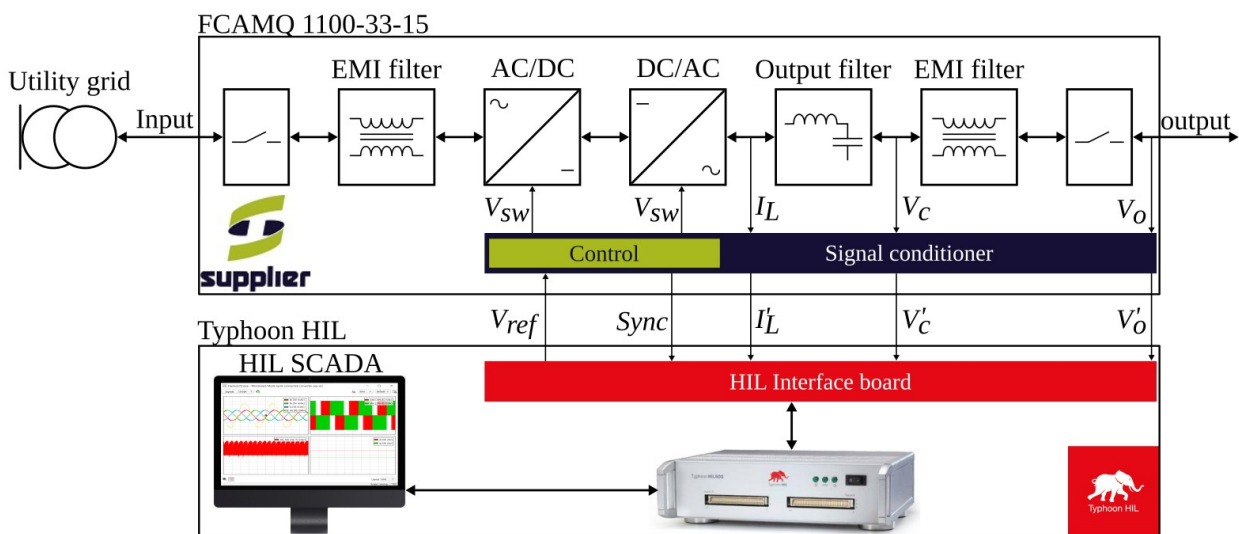 FCAMQ 1100-33-15
Utility grid
Input
EMI filter
AC/DC
DC/AC
Output filter
EMI filter
output
V_sw
V_sw
I_L
V_c
V_o
supplier
Control
Signal conditioner
V_ref
Sync
I'_L
V'_c
V'_o
Typhoon HIL
HIL SCADA
HIL Interface board
Typhoon HIL
Typhoon HIL